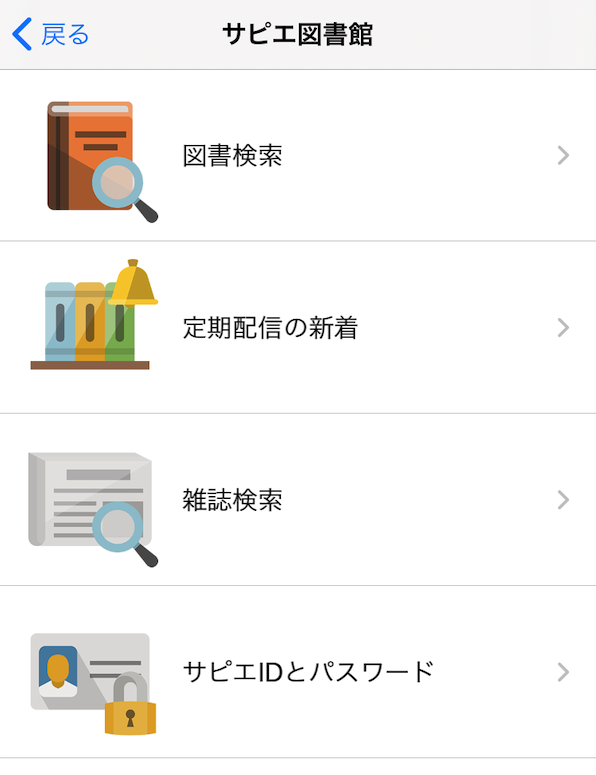 戻る
サピエ図書館
図書検索
定期配信の新着
雑誌検索
サピエIDとパスワード